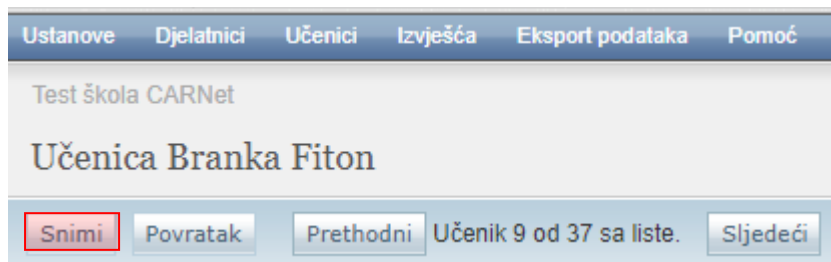 Ustanove Djelatnici Učenici Izvješća Eksport podataka Pomoć
Test škola CARNet
Učenica Branka Fiton
Snimi Povratak Prethodni Učenik 9 od 37 sa liste. Sljedeći